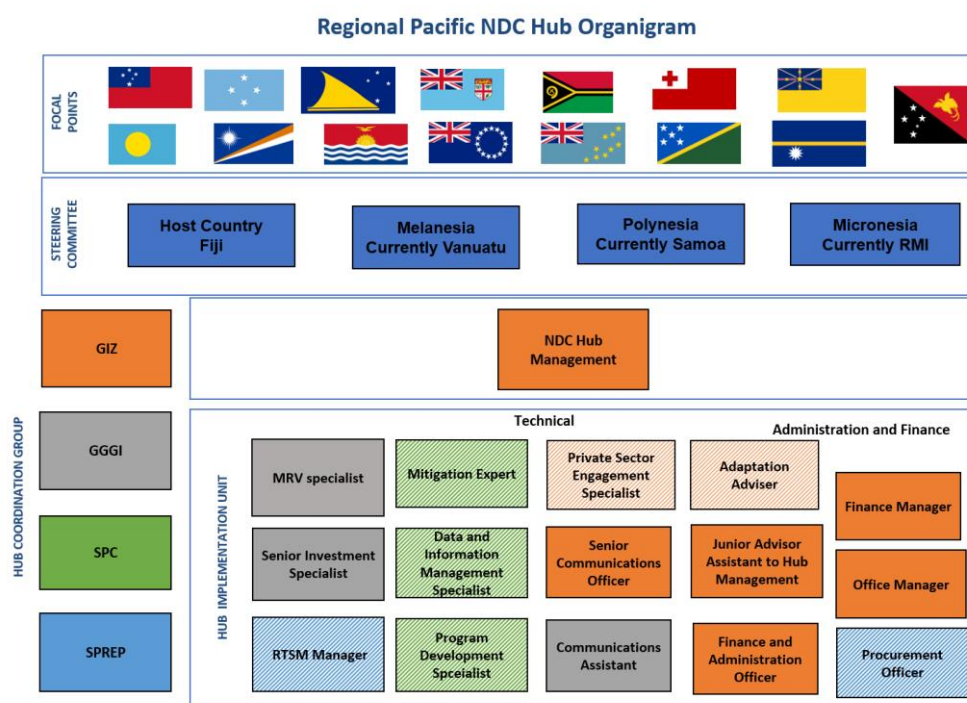 Regional Pacific NDC Hub Organigram
FOCAL
POINTS
STEERING
COMMITTEE
Host Country
Fiji
Melanesia
Currently Vanuatu
Polynesia
Currently Samoa
Micronesia
Currently RMI
HUB COORDINATION GROUP
GIZ
GGGI
SPC
SPREP
NDC Hub
Management
HUB IMPLEMENTATION UNIT
Technical
Administration and Finance
MRV specialist
Mitigation Expert
Private Sector
Engagement
Specialist
Adaptation
Adviser
Finance Manager
Senior Investment
Specialist
Data and
Information
Management
Specialist
Senior
Communications
Officer
Junior Advisor
Assistant to Hub
Management
Office Manager
RTSM Manager
Program
Development
Spceialist
Communications
Assistant
Finance and
Administration
Officer
Procurement
Officer